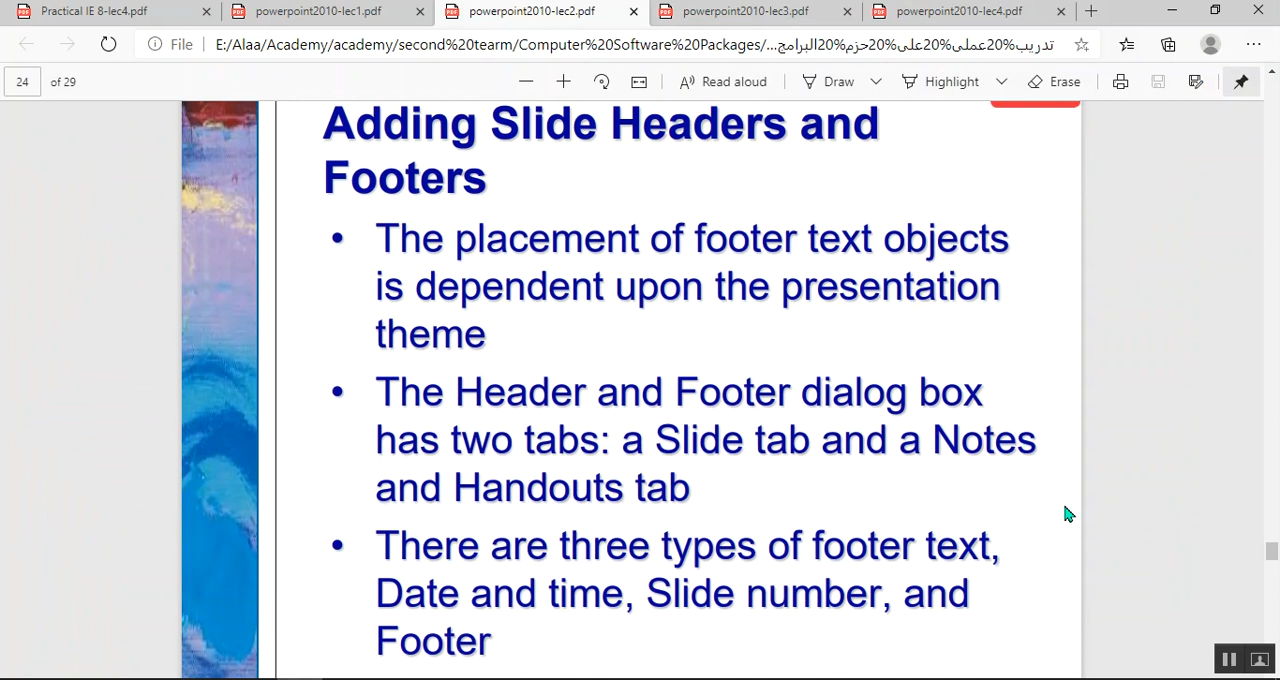 Practical IE 8-lec4.pdf
powerpoint2010-lec1.pdf
powerpoint2010-lec2.pdf
powerpoint2010-lec3.pdf
powerpoint2010-lec4.pdf
File E:/Alaa/Academy/academy/second%20tearm/Computer%20Software%20Packages/...تدريب%20عملى%20على%20حزم%20البرامج
24 of 29 Read aloud Draw Highlight Erase
Adding Slide Headers and
Footers
• The placement of footer text objects
is dependent upon the presentation
theme
• The Header and Footer dialog box
has two tabs: a Slide tab and a Notes
and Handouts tab
• There are three types of footer text,
Date and time, Slide number, and
Footer